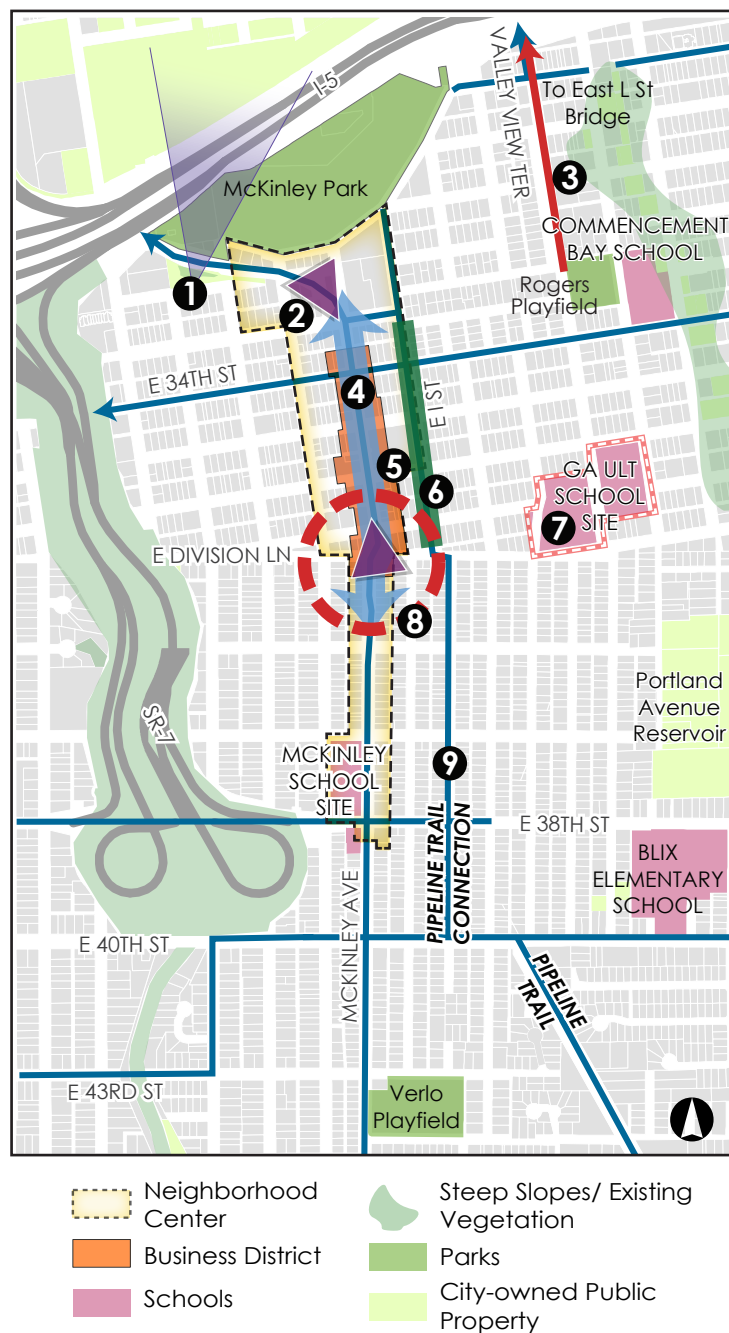 I-5
VALLEY VIEW TER
To East L St
Bridge
McKinley Park
3
COMMENCEMENT
BAY SCHOOL
1
2
Rogers
Playfield
E 34TH ST
4
E I ST
5
6
GAULT
SCHOOL
SITE
7
E DIVISION LN
8
Portland
Avenue
Reservoir
SR-7
MCKINLEY
SCHOOL
SITE
9
E 38TH ST
BLIX
ELEMENTARY
SCHOOL
MCKINLEY AVE
PIPELINE TRAIL
CONNECTION
E 40TH ST
PIPELINE
TRAIL
E 43RD ST
Verlo
Playfield
Neighborhood
Center
Business District
Schools
Steep Slopes/ Existing
Vegetation
Parks
City-owned Public
Property